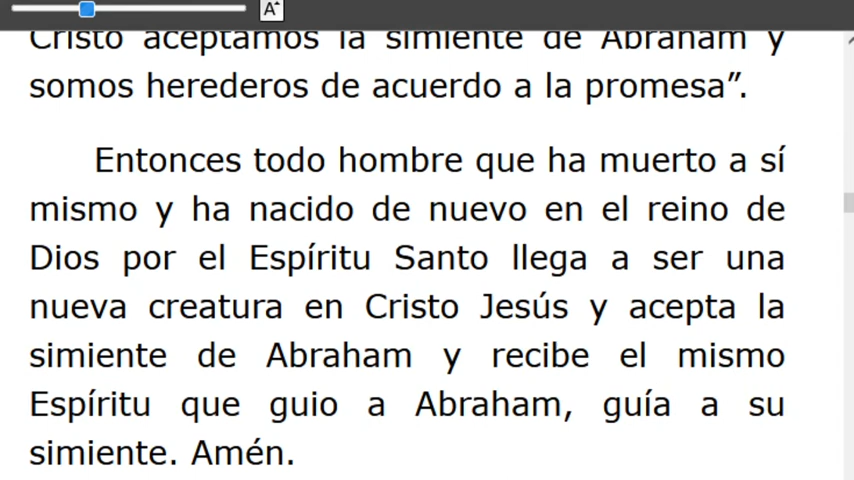 A
Cristo aceptamos la simiente de Abraham y
somos herederos de acuerdo a la promesa”.
Entonces todo hombre que ha muerto a sí
mismo y ha nacido de nuevo en el reino de
Dios por el Espíritu Santo llega a ser una
nueva creatura en Cristo Jesús y acepta la
simiente de Abraham y recibe el mismo
Espíritu que guio a Abraham, guía a su
simiente. Amén.